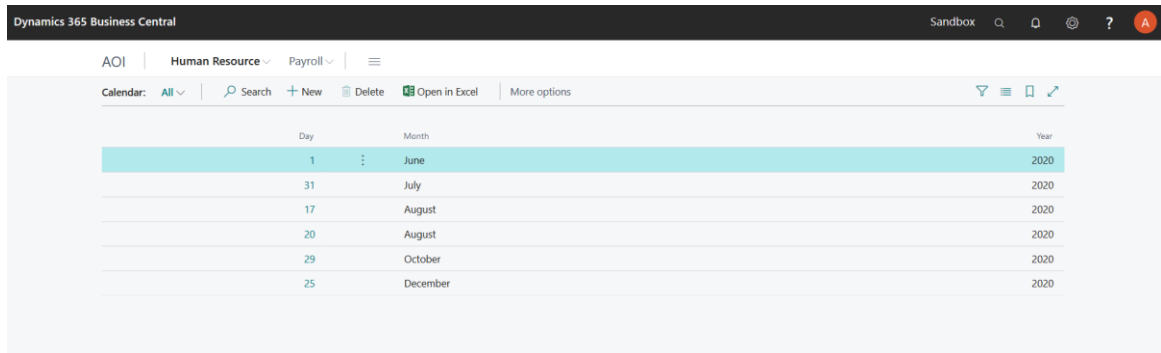 Dynamics 365 Business Central Sandbox ? A
AOI Human Resource Payroll
Calendar: All Search New Delete Open in Excel More options
Day Month Year
1 June 2020
31 July 2020
17 August 2020
20 August 2020
29 October 2020
25 December 2020